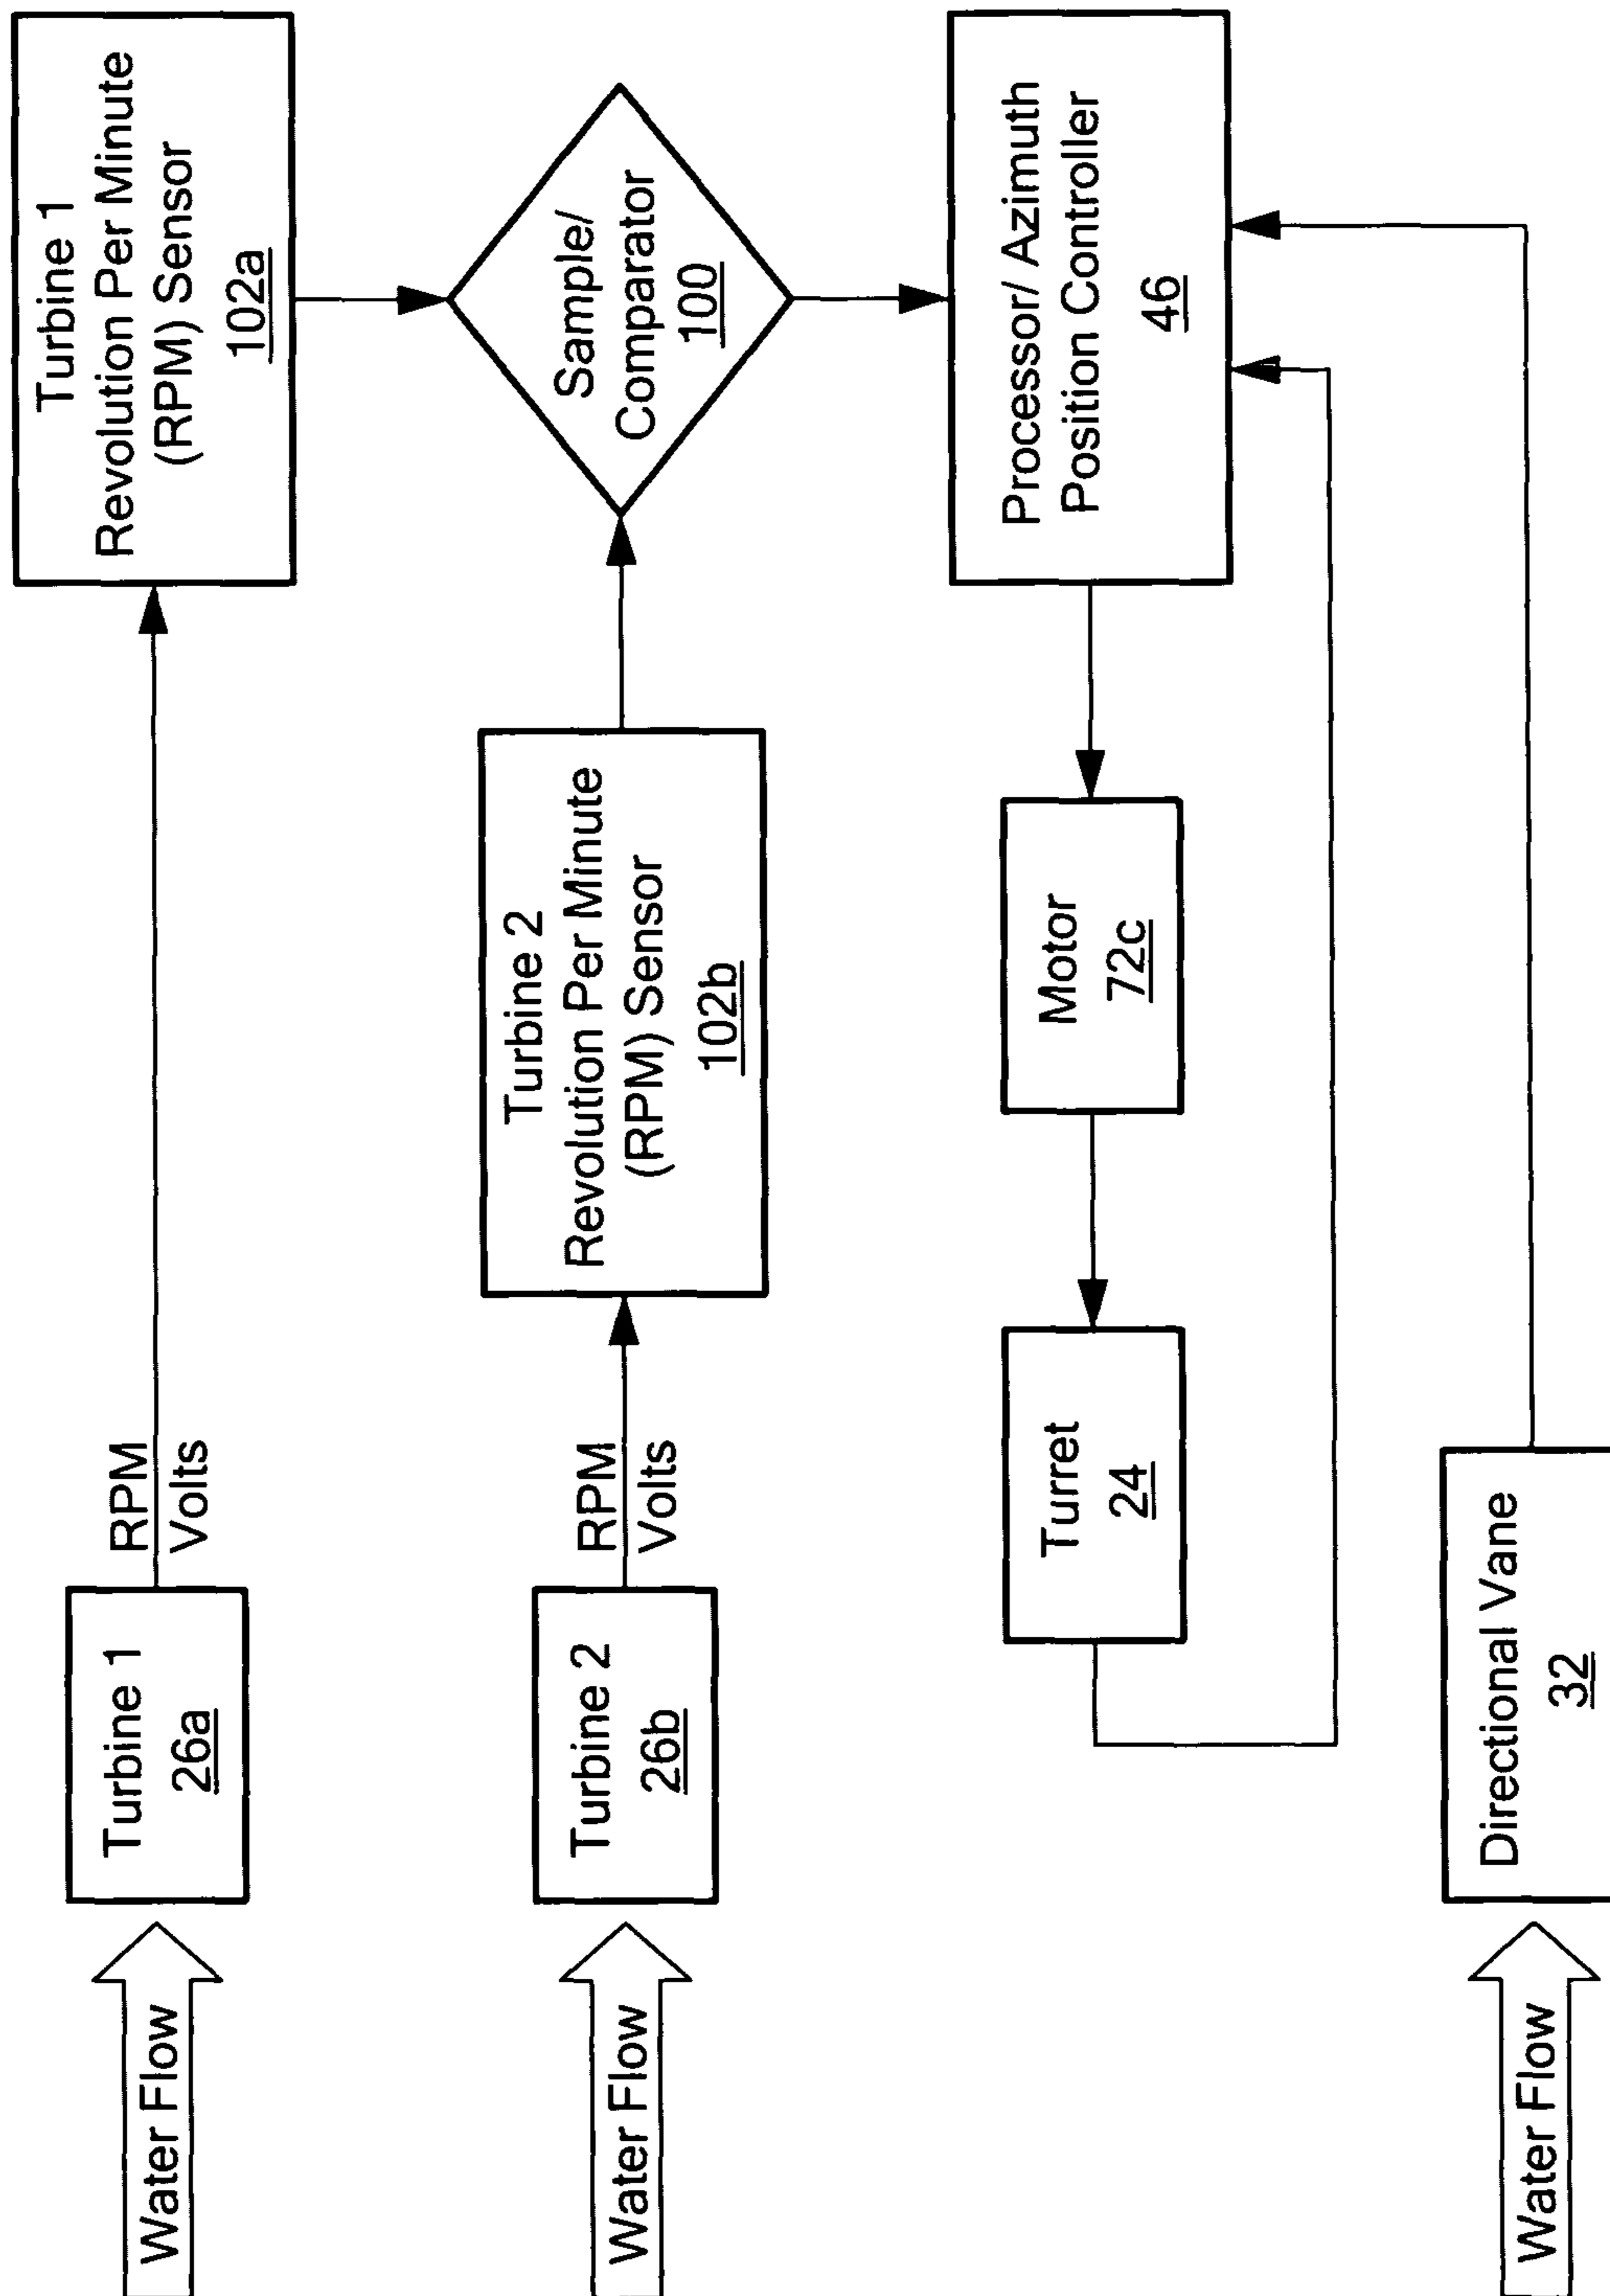 Water Flow
Turbine 1
26a
RPM
Volts
Turbine 1
Revolution Per Minute
(RPM) Sensor
102a
Water Flow
Turbine 2
26b
RPM
Volts
Turbine 2
Revolution Per Minute
(RPM) Sensor
102b
Sample/
Comparator
100
Turret
24
Motor
72c
Processor/ Azimuth
Position Controller
46
Water Flow
Directional Vane
32